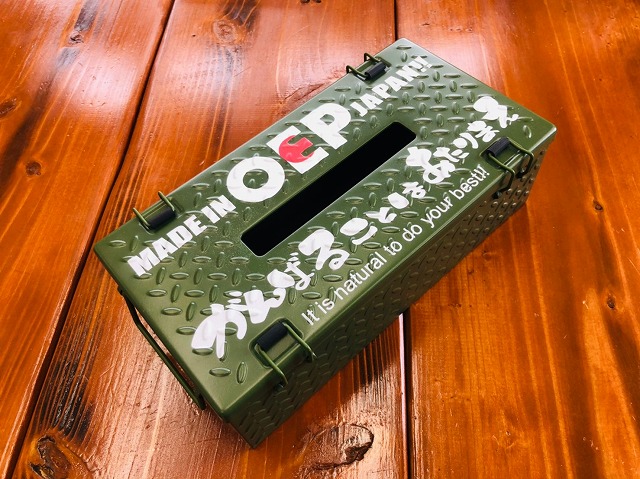 MADE IN OEP JAPAN!!
がんばることはあたりまえ
It is natural to do your best!!